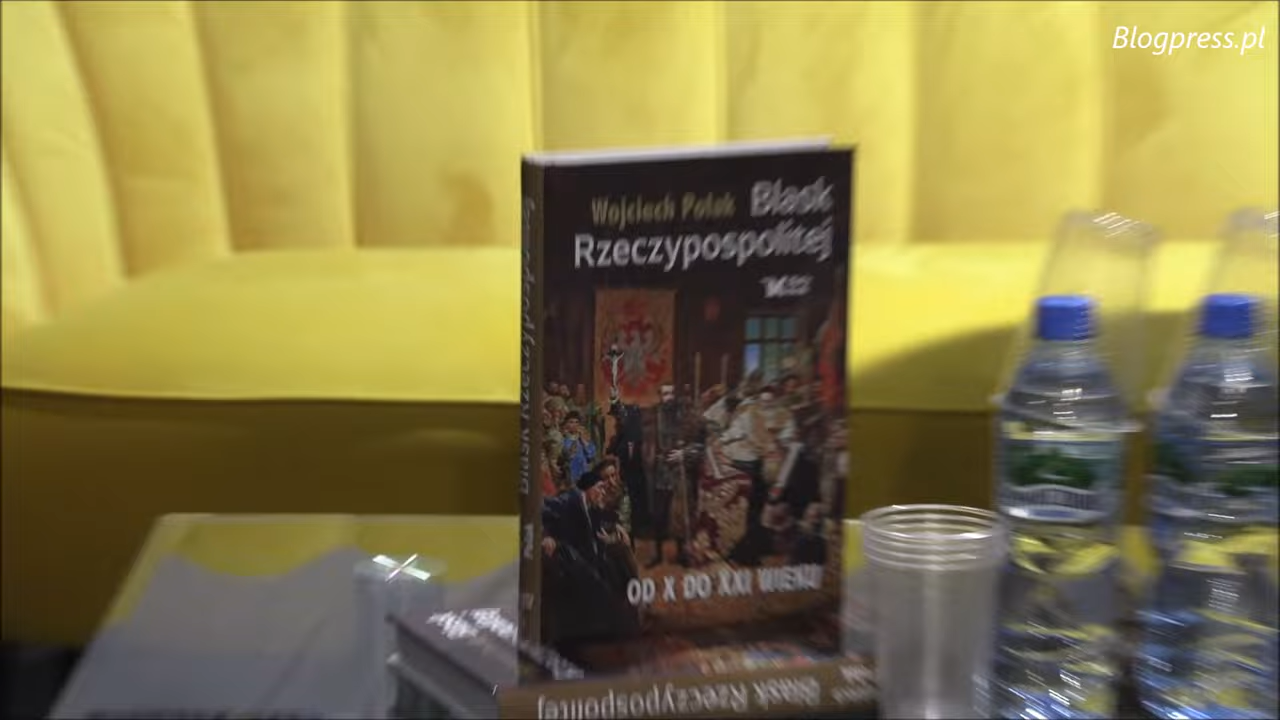 Blogpress.pl
Wojciech Polak Blask
Rzeczypospolitej
OD X DO XXI WIEKU
Blask Rzeczypospolitej
Blask Rzeczypospolitej